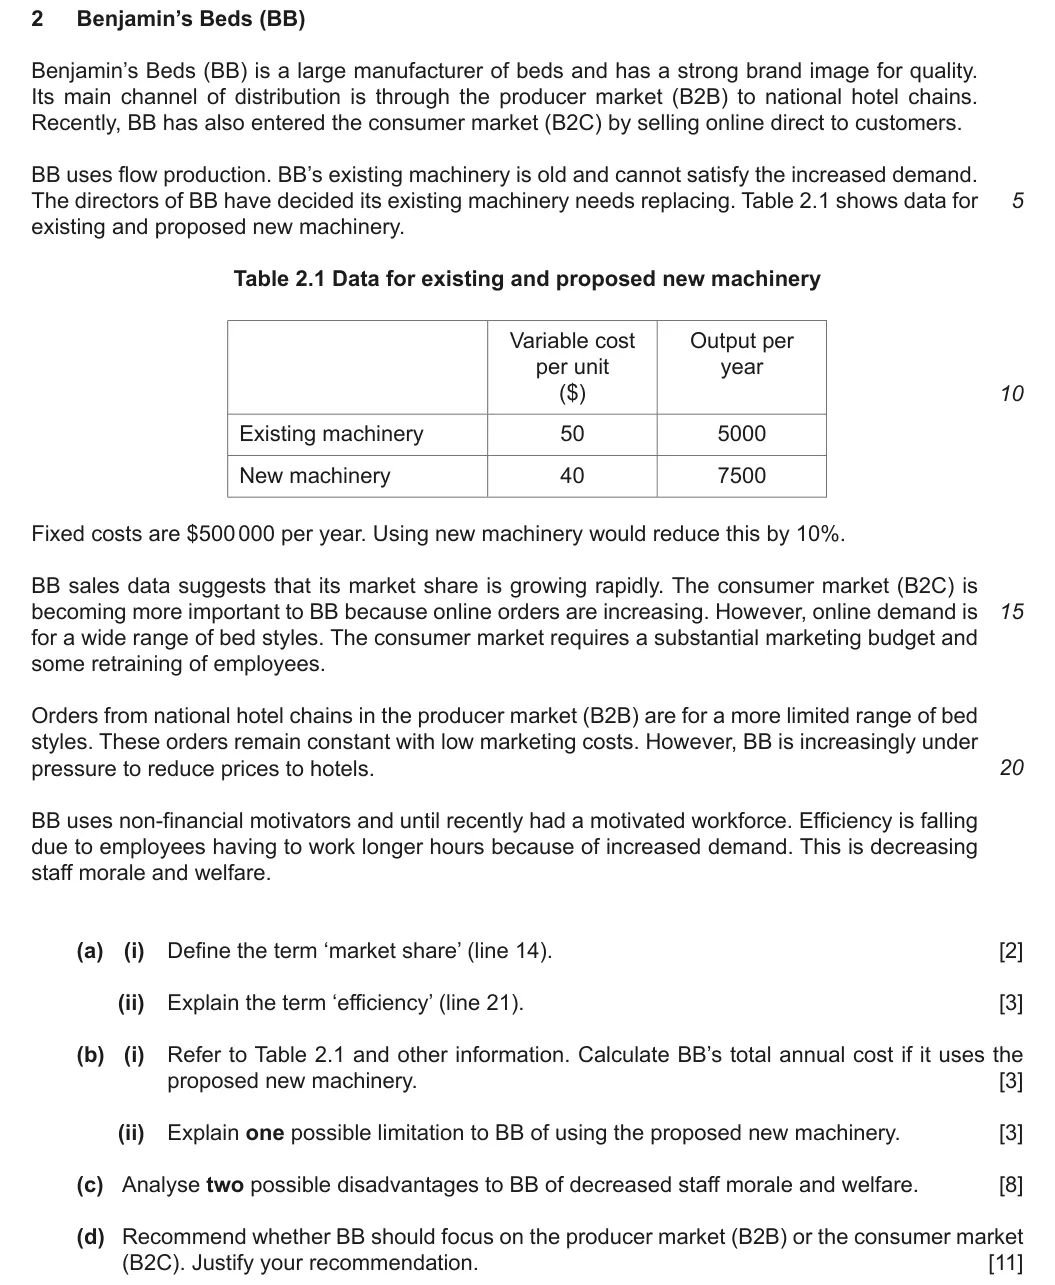 2 Benjamin's Beds (BB)
Benjamin's Beds (BB) is a large manufacturer of beds and has a strong brand image for quality.
Its main channel of distribution is through the producer market (B2B) to national hotel chains.
Recently, BB has also entered the consumer market (B2C) by selling online direct to customers.
BB uses flow production. BB's existing machinery is old and cannot satisfy the increased demand.
The directors of BB have decided its existing machinery needs replacing. Table 2.1 shows data for 5
existing and proposed new machinery.
Table 2.1 Data for existing and proposed new machinery
Variable cost Output per
per unit year
($) 10
Existing machinery 50 5000
New machinery 40 7500
Fixed costs are $500 000 per year. Using new machinery would reduce this by 10%.
BB sales data suggests that its market share is growing rapidly. The consumer market (B2C) is
becoming more important to BB because online orders are increasing. However, online demand is 15
for a wide range of bed styles. The consumer market requires a substantial marketing budget and
some retraining of employees.
Orders from national hotel chains in the producer market (B2B) are for a more limited range of bed
styles. These orders remain constant with low marketing costs. However, BB is increasingly under
pressure to reduce prices to hotels. 20
BB uses non-financial motivators and until recently had a motivated workforce. Efficiency is falling
due to employees having to work longer hours because of increased demand. This is decreasing
staff morale and welfare.
(a) (i) Define the term 'market share' (line 14). [2]
(ii) Explain the term 'efficiency' (line 21). [3]
(b) (i) Refer to Table 2.1 and other information. Calculate BB's total annual cost if it uses the
proposed new machinery. [3]
(ii) Explain one possible limitation to BB of using the proposed new machinery. [3]
(c) Analyse two possible disadvantages to BB of decreased staff morale and welfare. [8]
(d) Recommend whether BB should focus on the producer market (B2B) or the consumer market
(B2C). Justify your recommendation. [11]